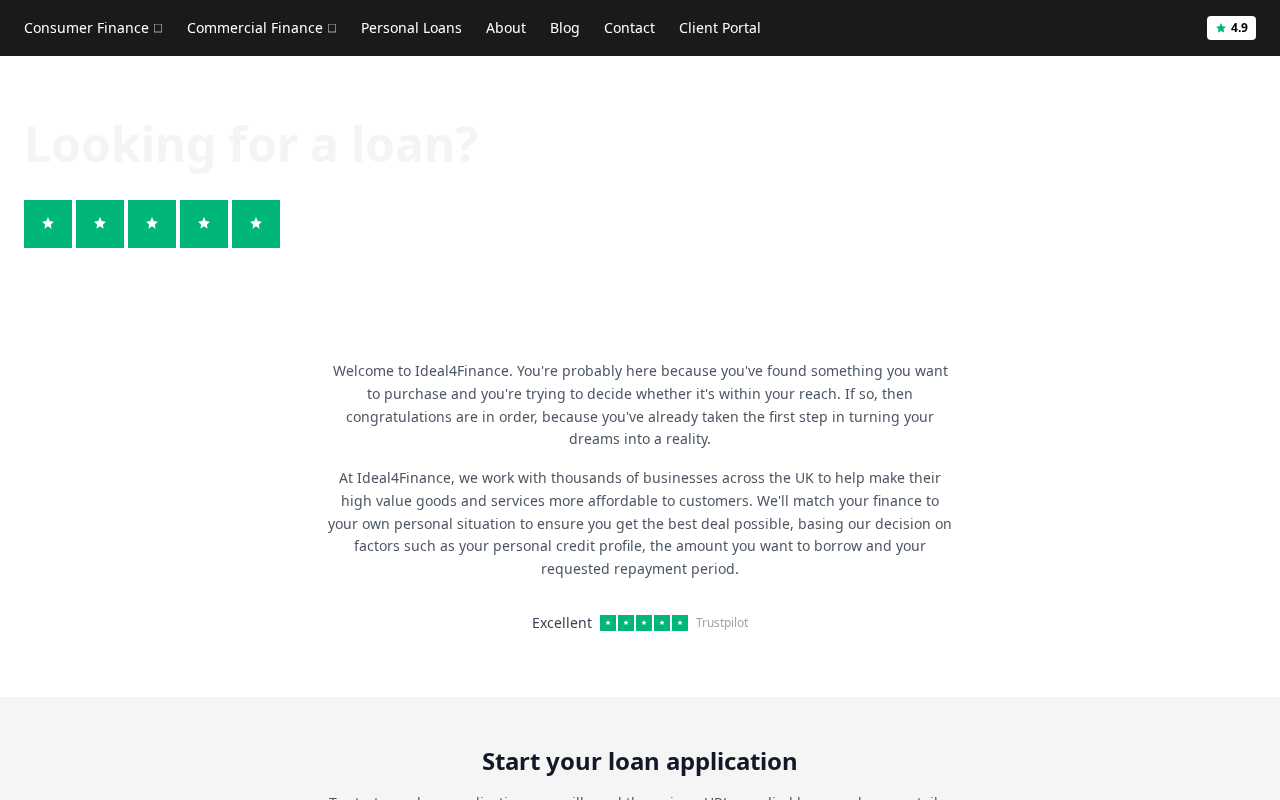 Consumer Finance Commercial Finance Personal Loans About Blog Contact Client Portal 4.9
Looking for a loan?
Welcome to Ideal4Finance. You're probably here because you've found something you want
to purchase and you're trying to decide whether it's within your reach. If so, then
congratulations are in order, because you've already taken the first step in turning your
dreams into a reality.
At Ideal4Finance, we work with thousands of businesses across the UK to help make their
high value goods and services more affordable to customers. We'll match your finance to
your own personal situation to ensure you get the best deal possible, basing our decision on
factors such as your personal credit profile, the amount you want to borrow and your
requested repayment period.
Excellent Trustpilot
Start your loan application